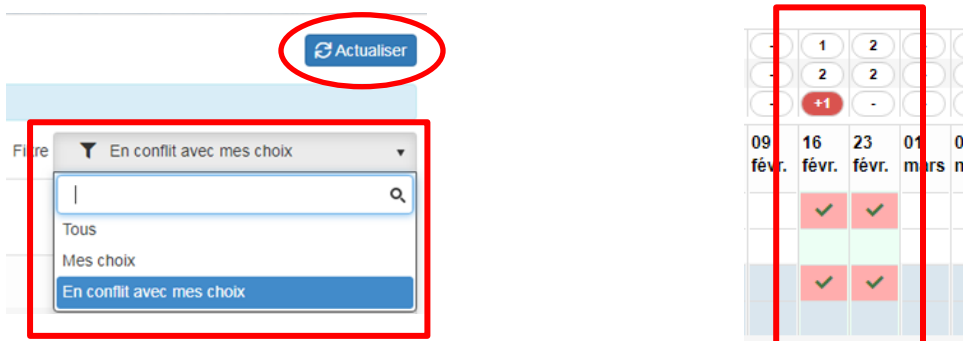 Actualiser
Filtre En conflit avec mes choix
Tous
Mes choix
En conflit avec mes choix
- 1 2 -
- 2 2 -
- +1 - -
09 16 23 01 0
févr. févr. févr. mars